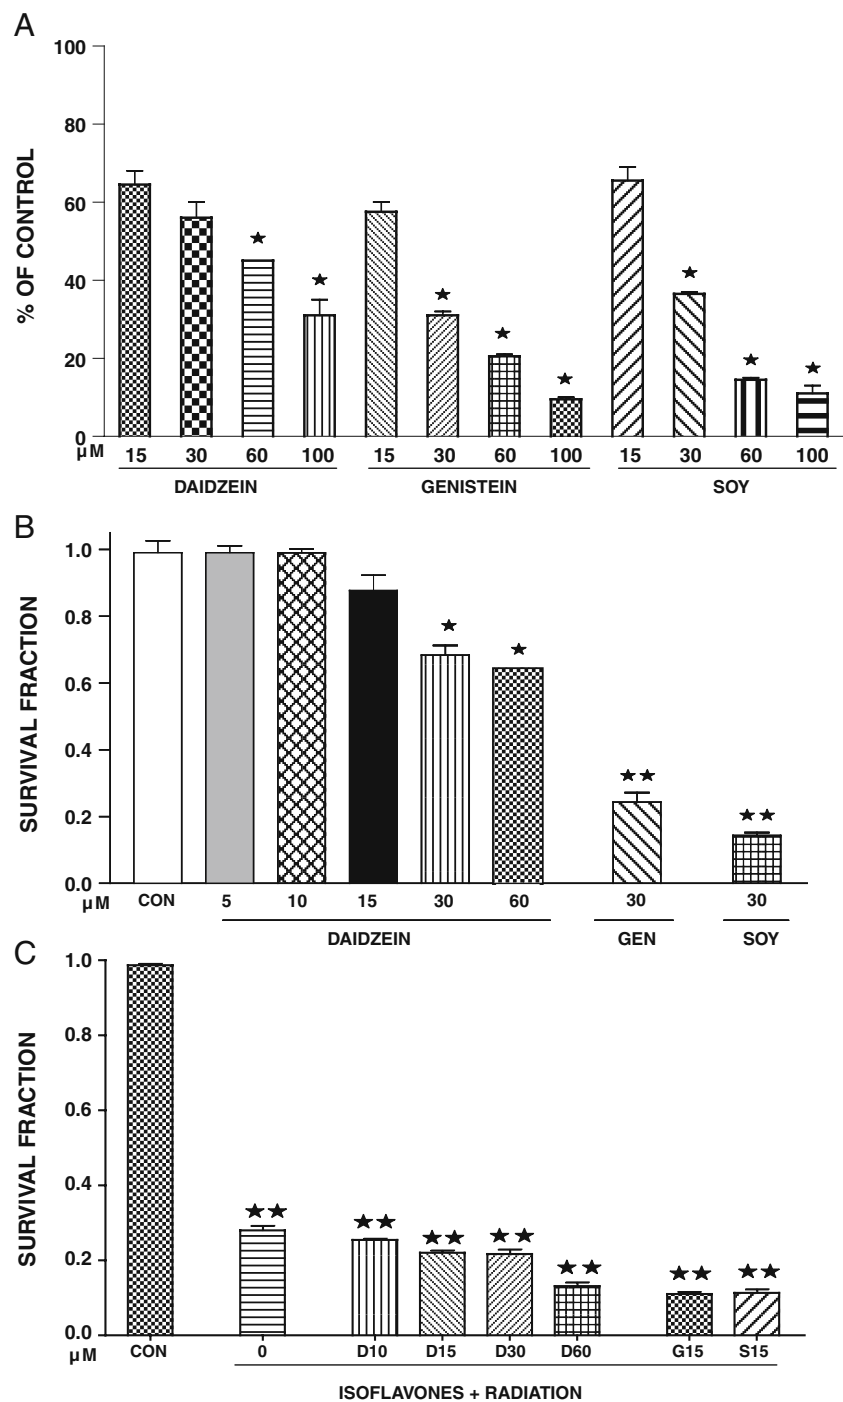 A
100
80
60
40
20
0
% OF CONTROL
µM
15 30 60 100 15 30 60 100 15 30 60 100
DAIDZEIN GENISTEIN SOY
B
1.0
0.8
0.6
0.4
0.2
0.0
SURVIVAL FRACTION
µM
CON 5 10 15 30 60 30 30
DAIDZEIN GEN SOY
C
1.0
0.8
0.6
0.4
0.2
0.0
SURVIVAL FRACTION
µM
CON 0 D10 D15 D30 D60 G15 S15
ISOFLAVONES + RADIATION